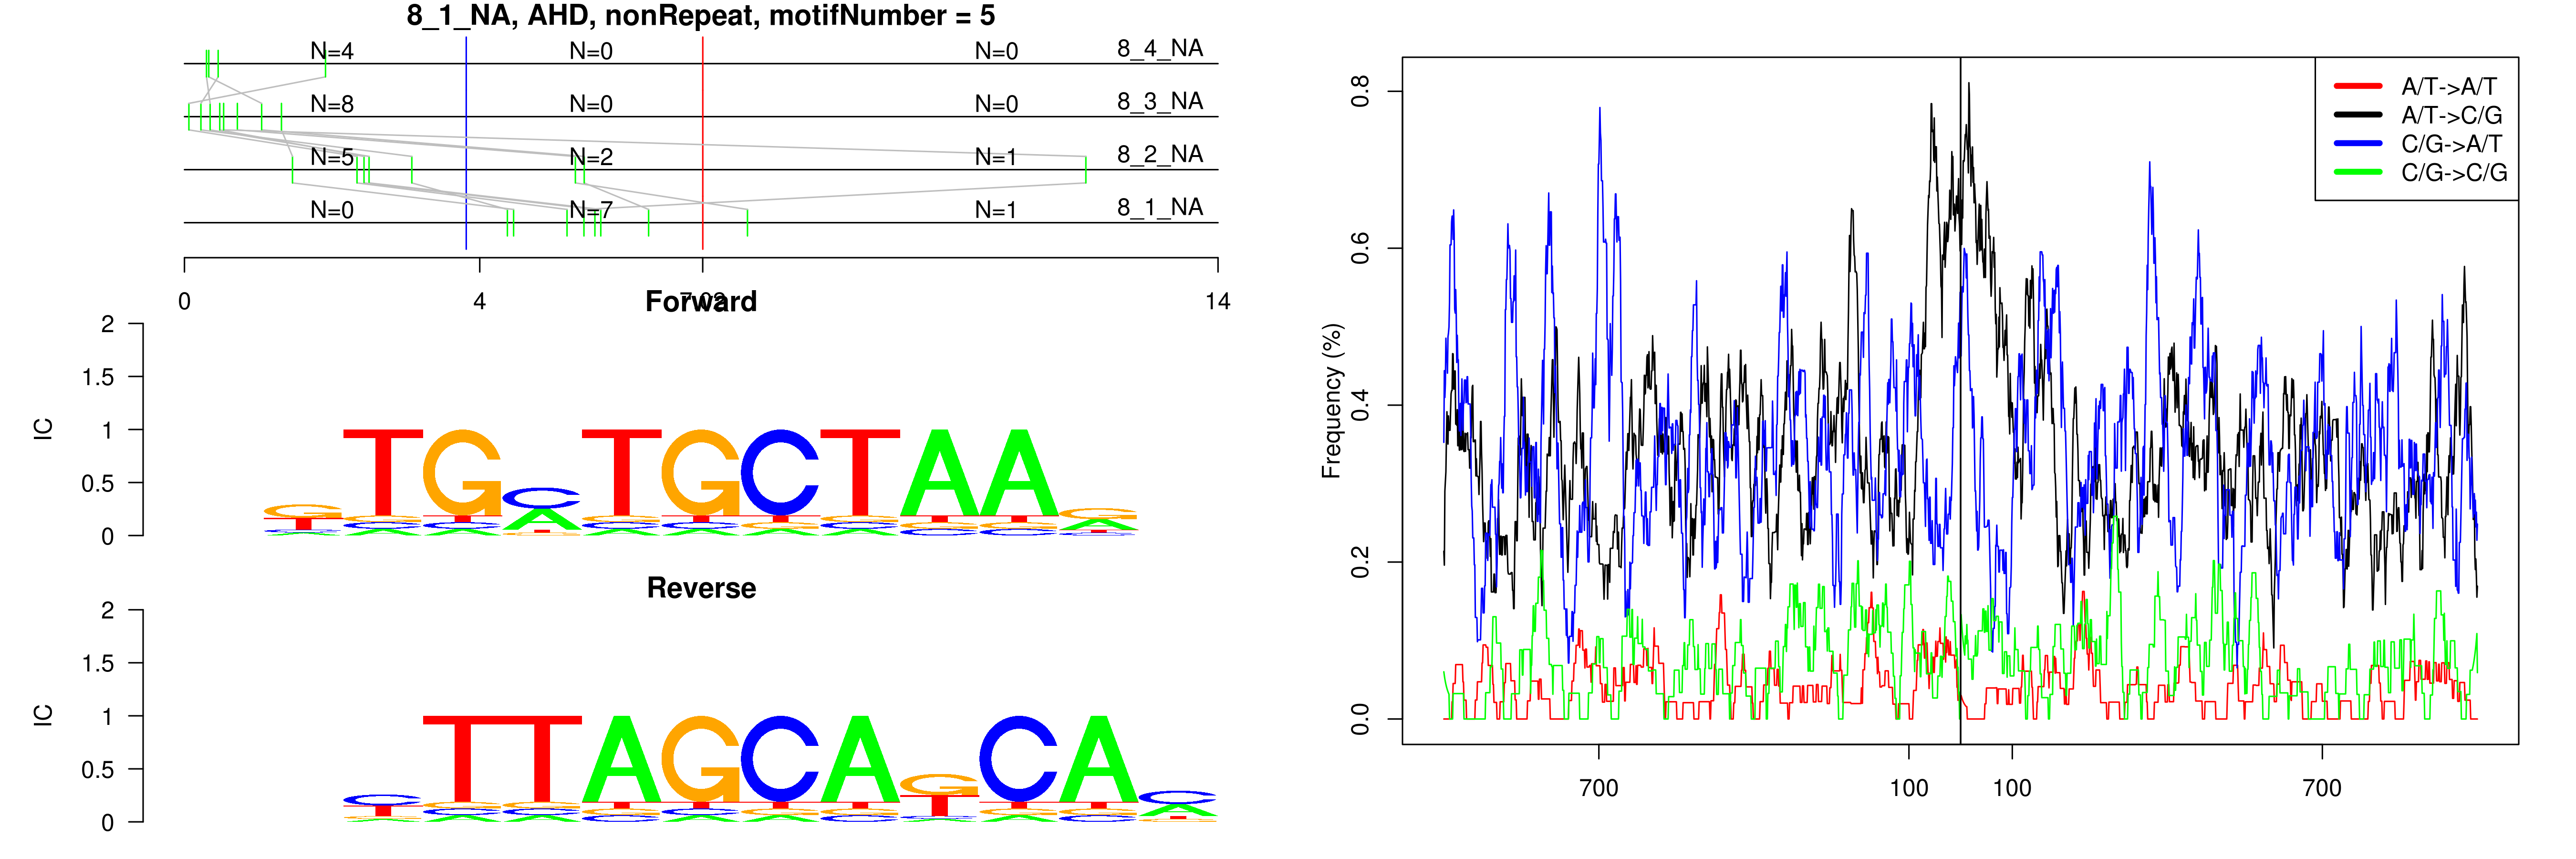 8_1_NA, AHD, nonRepeat, motifNumber = 5
N=4 N=0 N=0 8_4_NA
N=8 N=0 N=0 8_3_NA
N=5 N=2 N=1 8_2_NA
N=0 N=7 N=1 8_1_NA
0 4 14
Forward
2
1.5
1
0.5
0
IC
TGCTGCTAAG
Reverse
2
1.5
1
0.5
0
IC
TTAGCAGCA
A/T->A/T
A/T->C/G
C/G->A/T
C/G->C/G
0.8
0.6
0.4
0.2
0.0
Frequency (%)
700 100 100 700